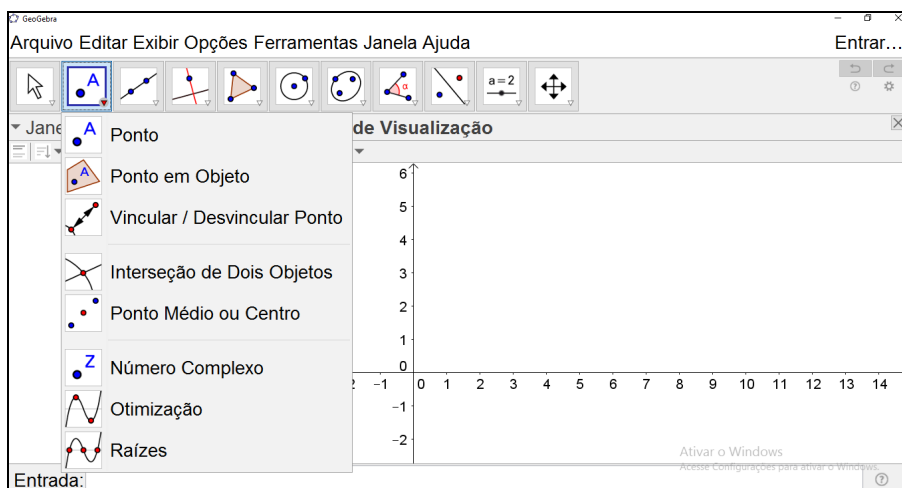 GeoGebra
Arquivo Editar Exibir Opções Ferramentas Janela Ajuda
Entrar...
A
α
a=2
Jane
de Visualização
A Ponto
A Ponto em Objeto
Vincular / Desvincular Ponto
Interseção de Dois Objetos
Ponto Médio ou Centro
Z Número Complexo
Otimização
Raízes
6
5
4
3
2
1
0
2 −1 0 1 2 3 4 5 6 7 8 9 10 11 12 13 14
−1
−2
Ativar o Windows
Acesse Configurações para ativar o Windows.
Entrada: